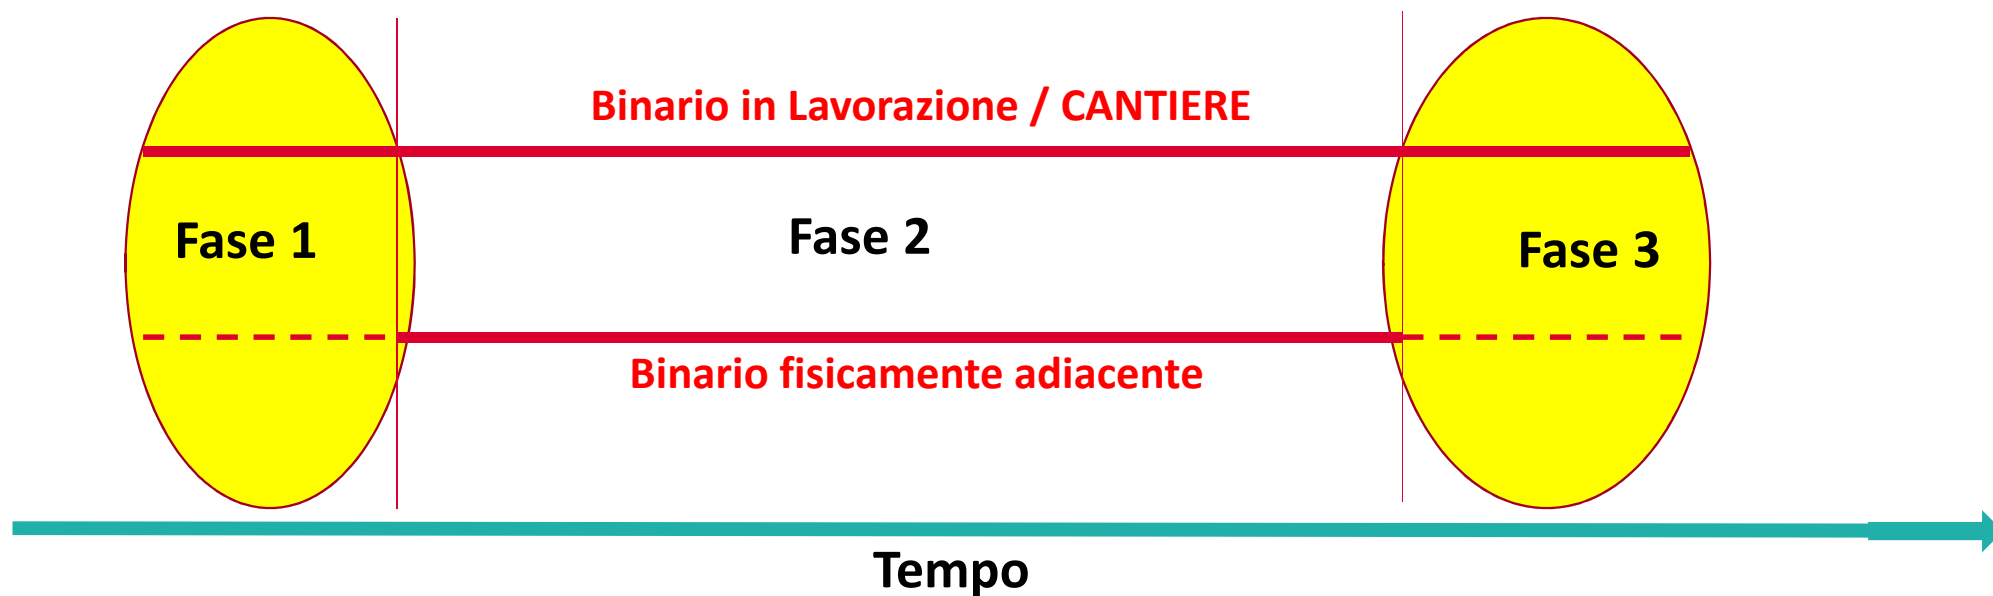 Binario in Lavorazione / CANTIERE
Fase 1
Fase 2
Fase 3
Binario fisicamente adiacente
Tempo